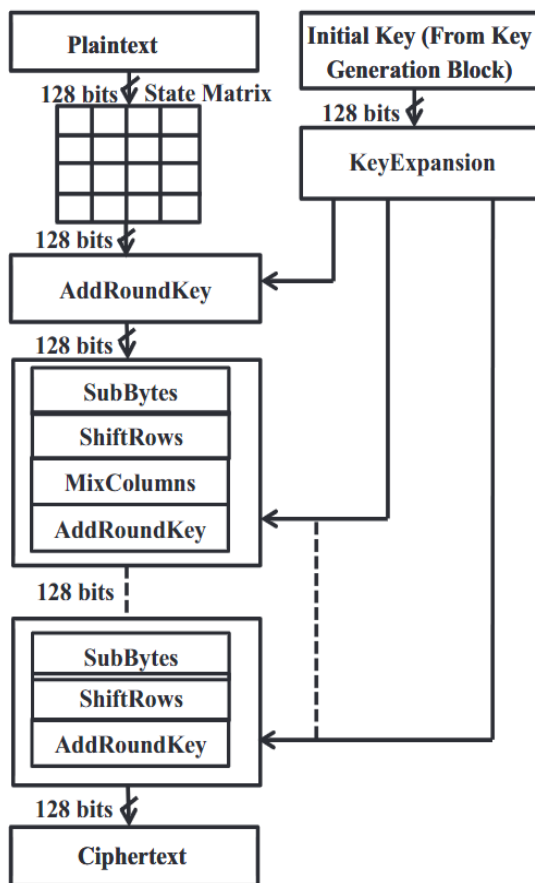 Plaintext
Initial Key (From Key
Generation Block)
128 bits
State Matrix
128 bits
KeyExpansion
128 bits
AddRoundKey
128 bits
SubBytes
ShiftRows
MixColumns
AddRoundKey
128 bits
SubBytes
ShiftRows
AddRoundKey
128 bits
Ciphertext